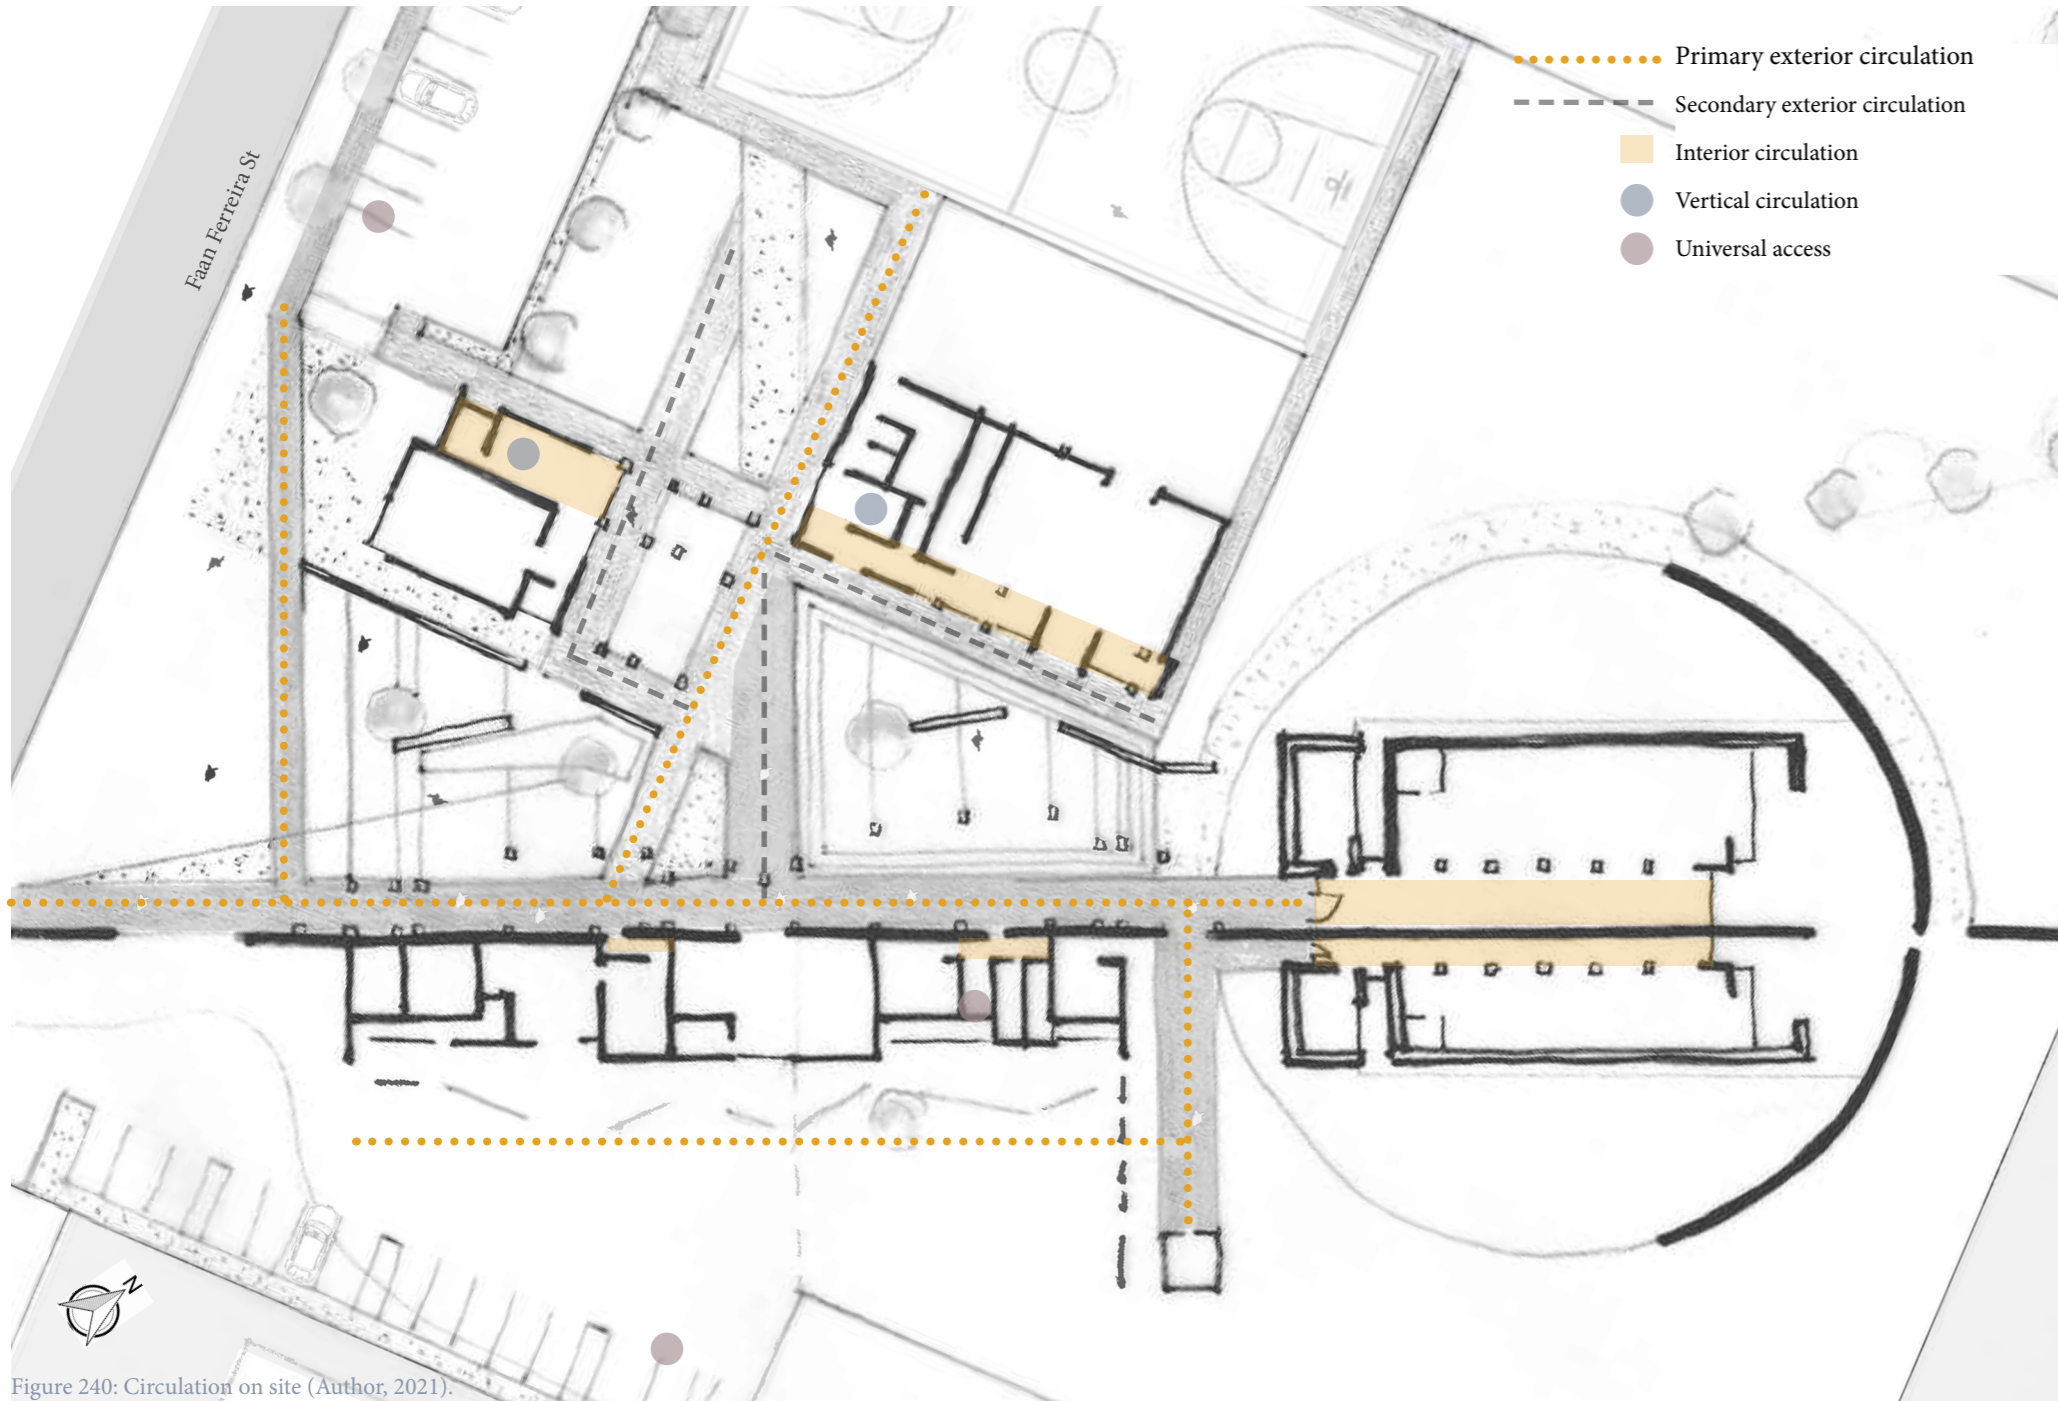 Primary exterior circulation
Secondary exterior circulation
Interior circulation
Vertical circulation
Universal access
Faan Ferreira St
N
Figure 240: Circulation on site (Author, 2021).